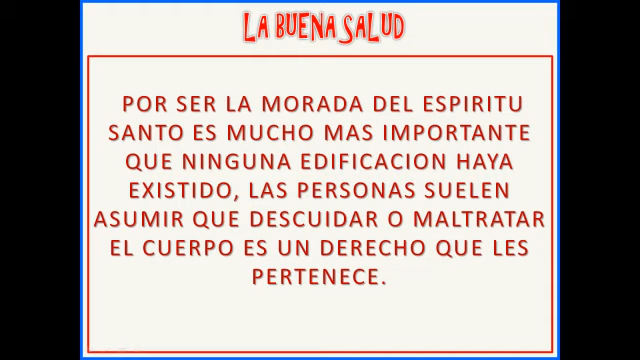 LA BUENA SALUD
POR SER LA MORADA DEL ESPIRITU
SANTO ES MUCHO MAS IMPORTANTE
QUE NINGUNA EDIFICACION HAYA
EXISTIDO, LAS PERSONAS SUELEN
ASUMIR QUE DESCUIDAR O MALTRATAR
EL CUERPO ES UN DERECHO QUE LES
PERTENECE.